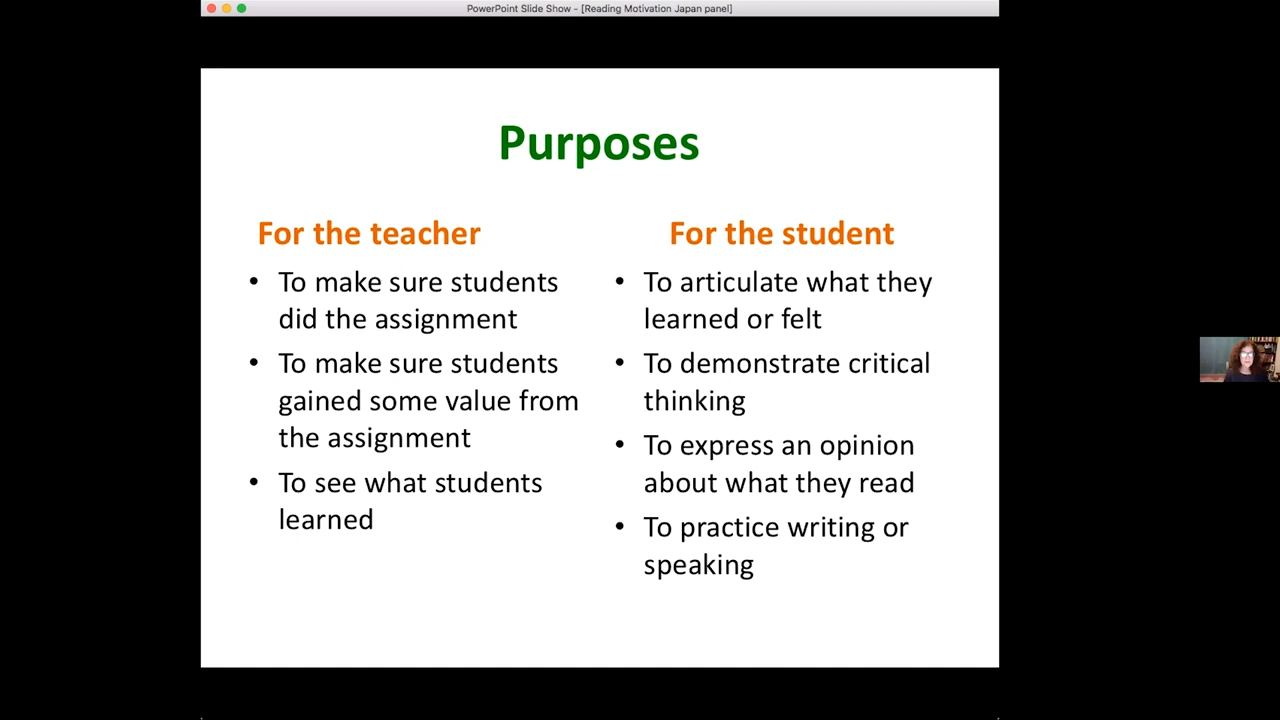 PowerPoint Slide Show - [Reading Motivation Japan panel]
Purposes
For the teacher
• To make sure students
did the assignment
• To make sure students
gained some value from
the assignment
• To see what students
learned
For the student
• To articulate what they
learned or felt
• To demonstrate critical
thinking
• To express an opinion
about what they read
• To practice writing or
speaking